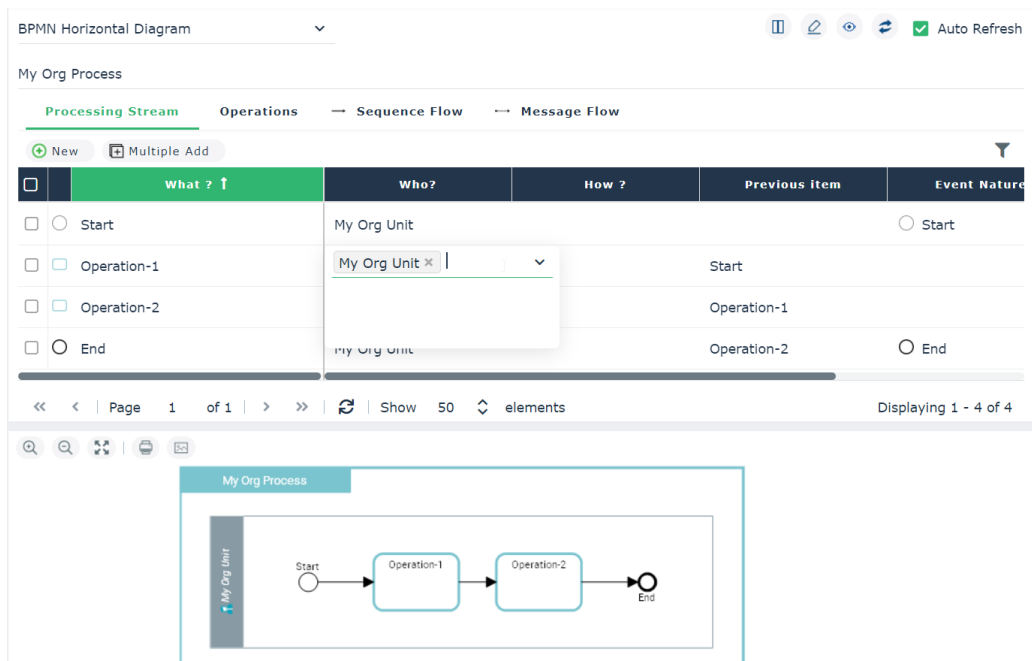 BPMN Horizontal Diagram
Auto Refresh
My Org Process
Processing Stream Operations Sequence Flow Message Flow
New Multiple Add
What ? Who? How ? Previous item Event Nature
Start My Org Unit Start
Operation-1 My Org Unit × Start
Operation-2 Operation-1
End My Org Unit Operation-2 End
Page 1 of 1 Show 50 elements Displaying 1 - 4 of 4
My Org Process
My Org Unit
Start
Operation-1
Operation-2
End